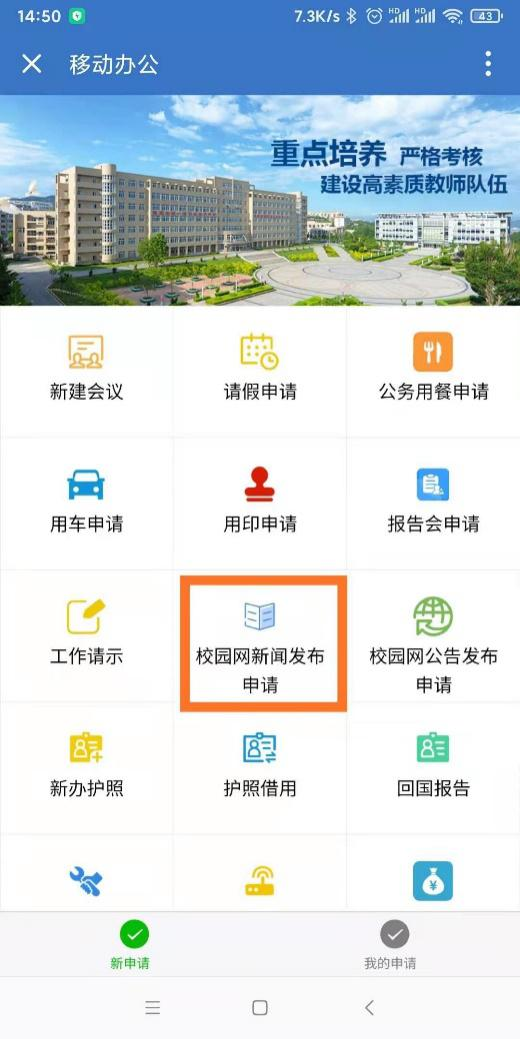 14:50
7.3K/s
HD
HD
43
移动办公
重点培养 严格考核
建设高素质教师队伍
新建会议
请假申请
公务用餐申请
用车申请
用印申请
报告会申请
工作请示
校园网新闻发布
申请
校园网公告发布
申请
新办护照
护照借用
回国报告
¥
新申请
我的申请